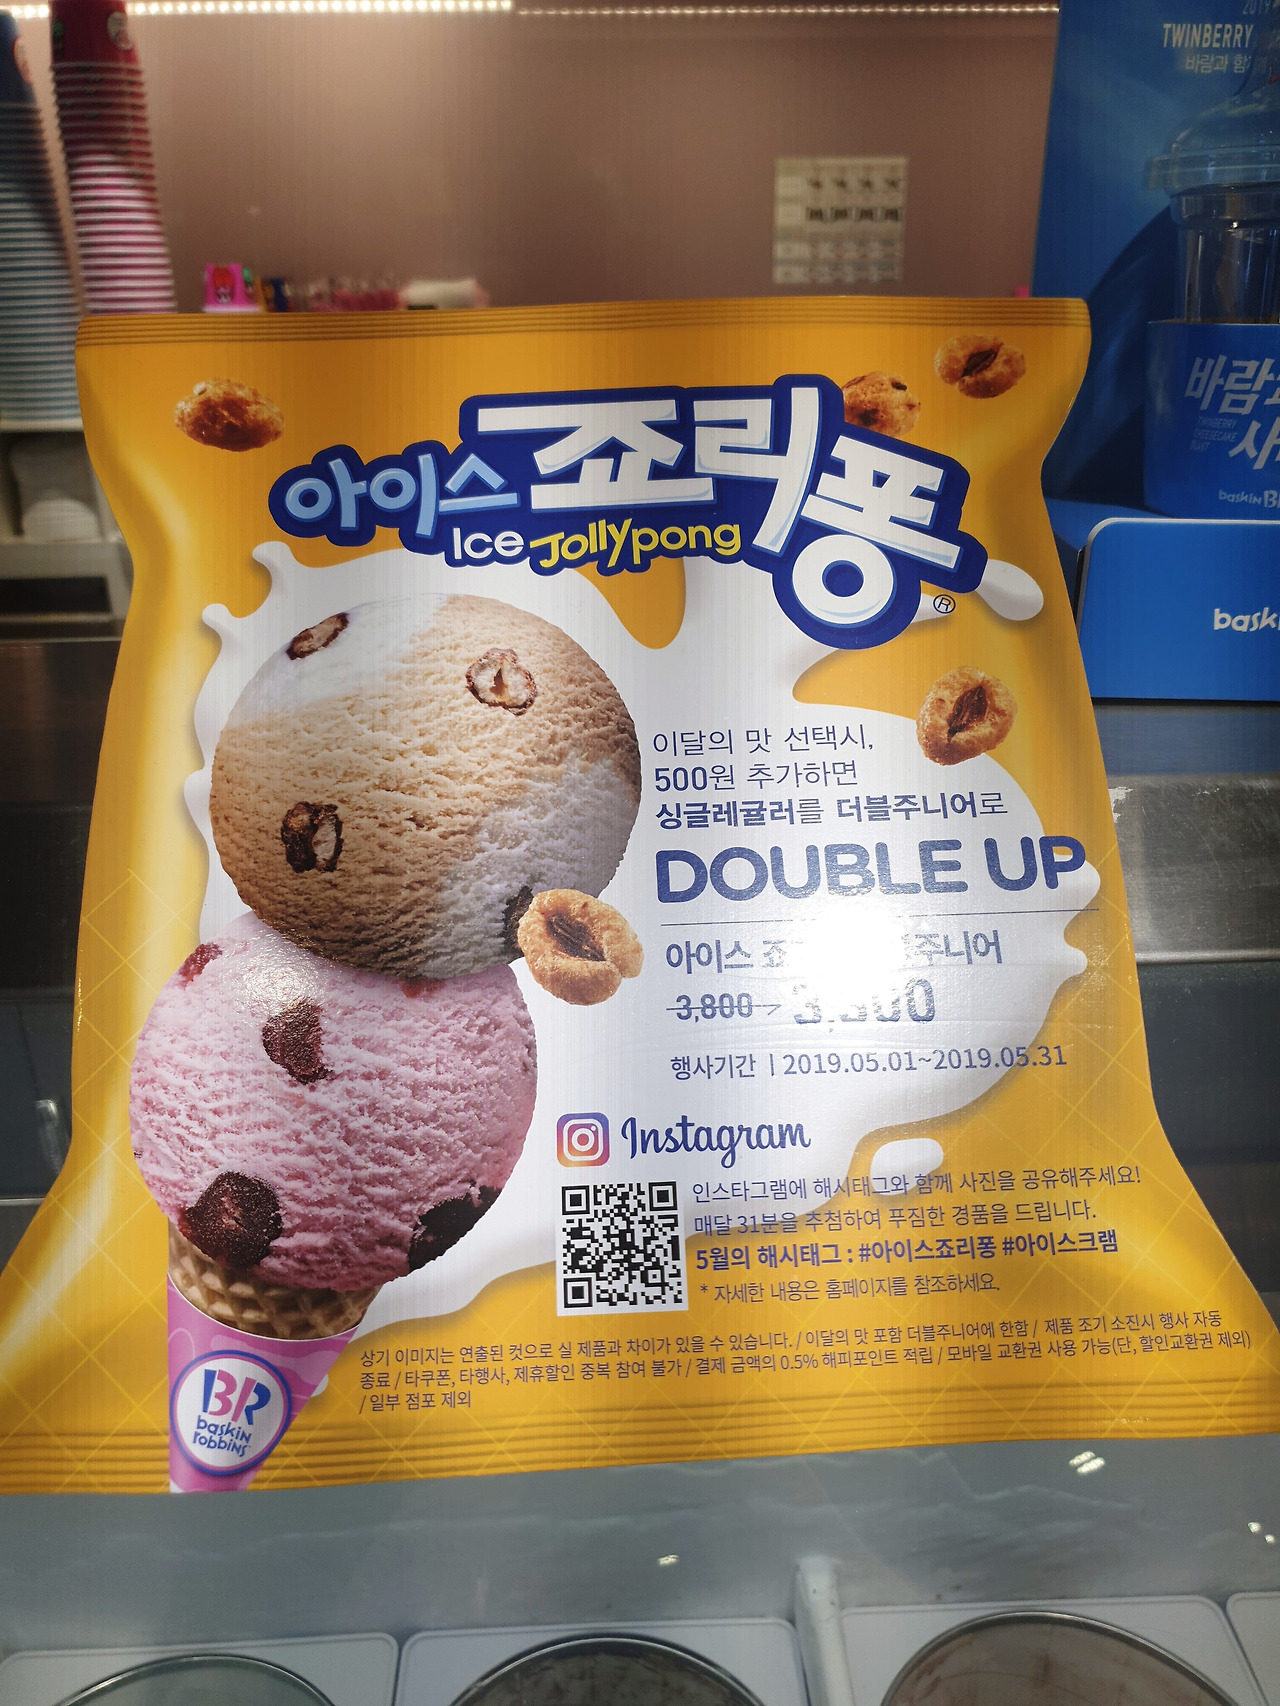 2019
TWINBERRY
바람과 함
아이스 죠리퐁
Ice Jollypong
®
바람
TWINBERRY
CHEESECAKE
BLAST
사
baskin B
bask
이달의 맛 선택시,
500원 추가하면
싱글레귤러를 더블주니어로
DOUBLE UP
아이스 죠 주니어
3,800 →
행사기간 | 2019.05.01~2019.05.31
Instagram
인스타그램에 해시태그와 함께 사진을 공유해주세요!
매달 31분을 추첨하여 푸짐한 경품을 드립니다.
5월의 해시태그 : #아이스죠리퐁 #아이스크램
* 자세한 내용은 홈페이지를 참조하세요.
상기 이미지는 연출된 컷으로 실 제품과 차이가 있을 수 있습니다. / 이달의 맛 포함 더블주니어에 한함 / 제품 조기 소진시 행사 자동
종료 / 타쿠폰, 타행사, 제휴할인 중복 참여 불가 / 결제 금액의 0.5% 해피포인트 적립 / 모바일 교환권 사용 가능(단, 할인교환권 제외)
/ 일부 점포 제외
BR
baskin
robbins